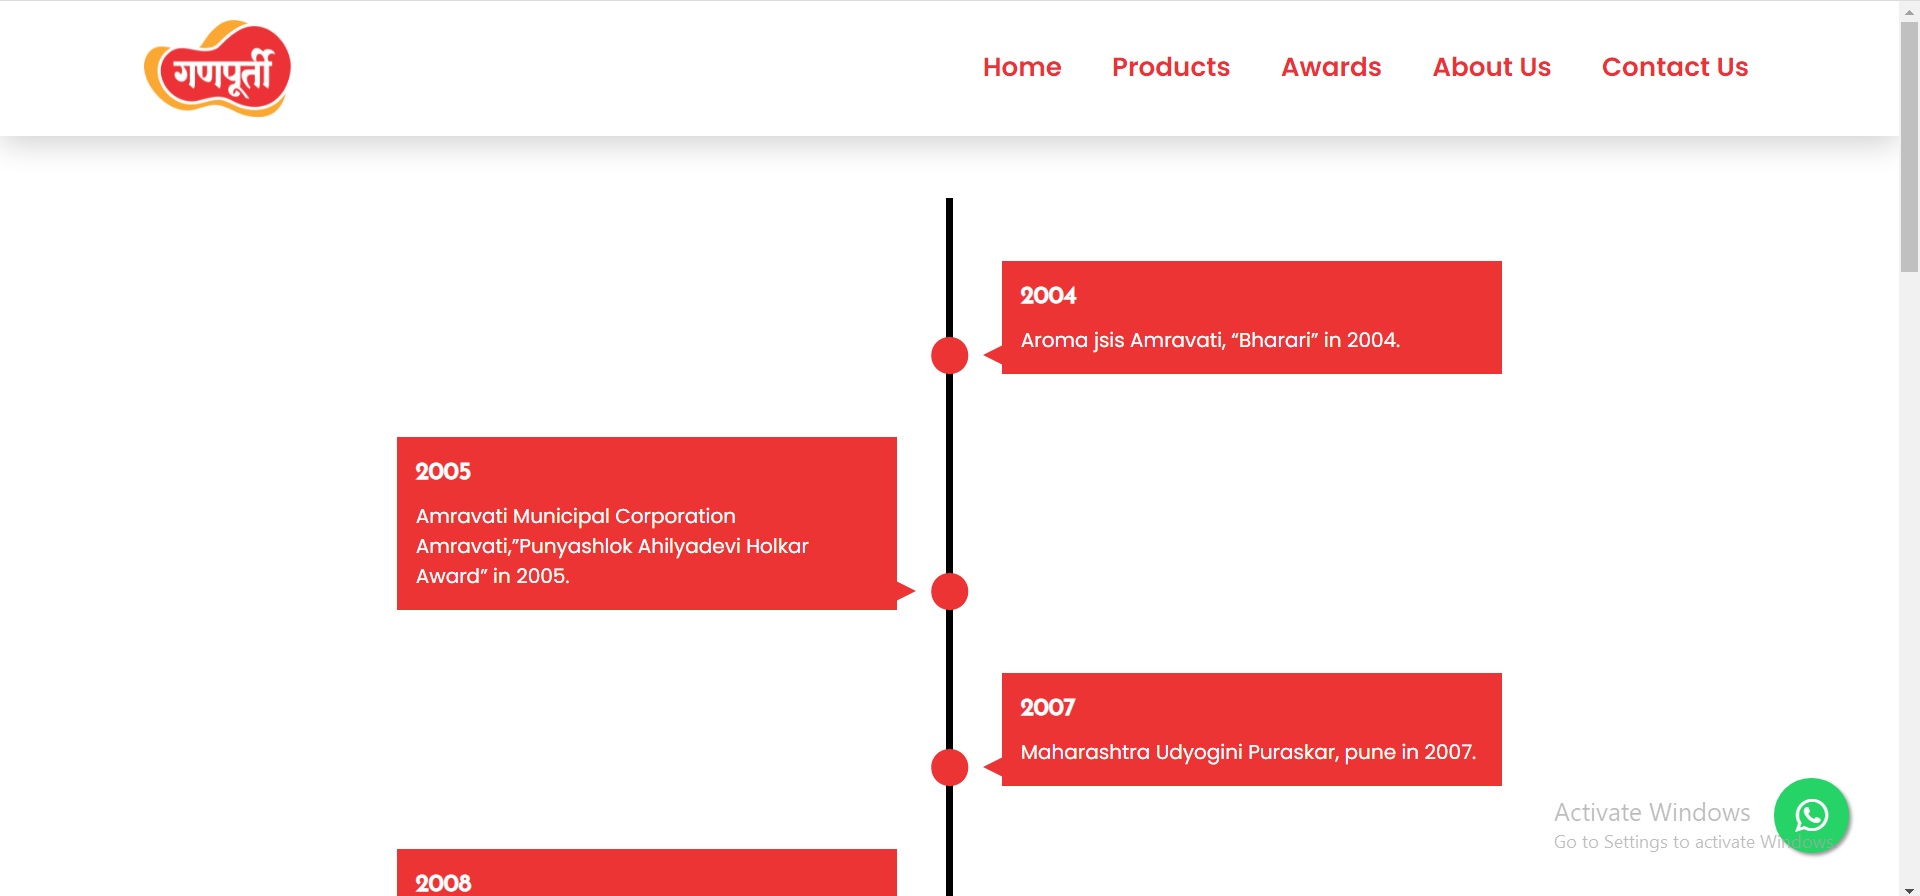 गणपूर्ती
Home Products Awards About Us Contact Us
2004
Aroma jsis Amravati, “Bharari” in 2004.
2005
Amravati Municipal Corporation
Amravati,”Punyashlok Ahilyadevi Holkar
Award” in 2005.
2007
Maharashtra Udyogini Puraskar, pune in 2007.
Activate Windows
Go to Settings to activate Windows.
2008